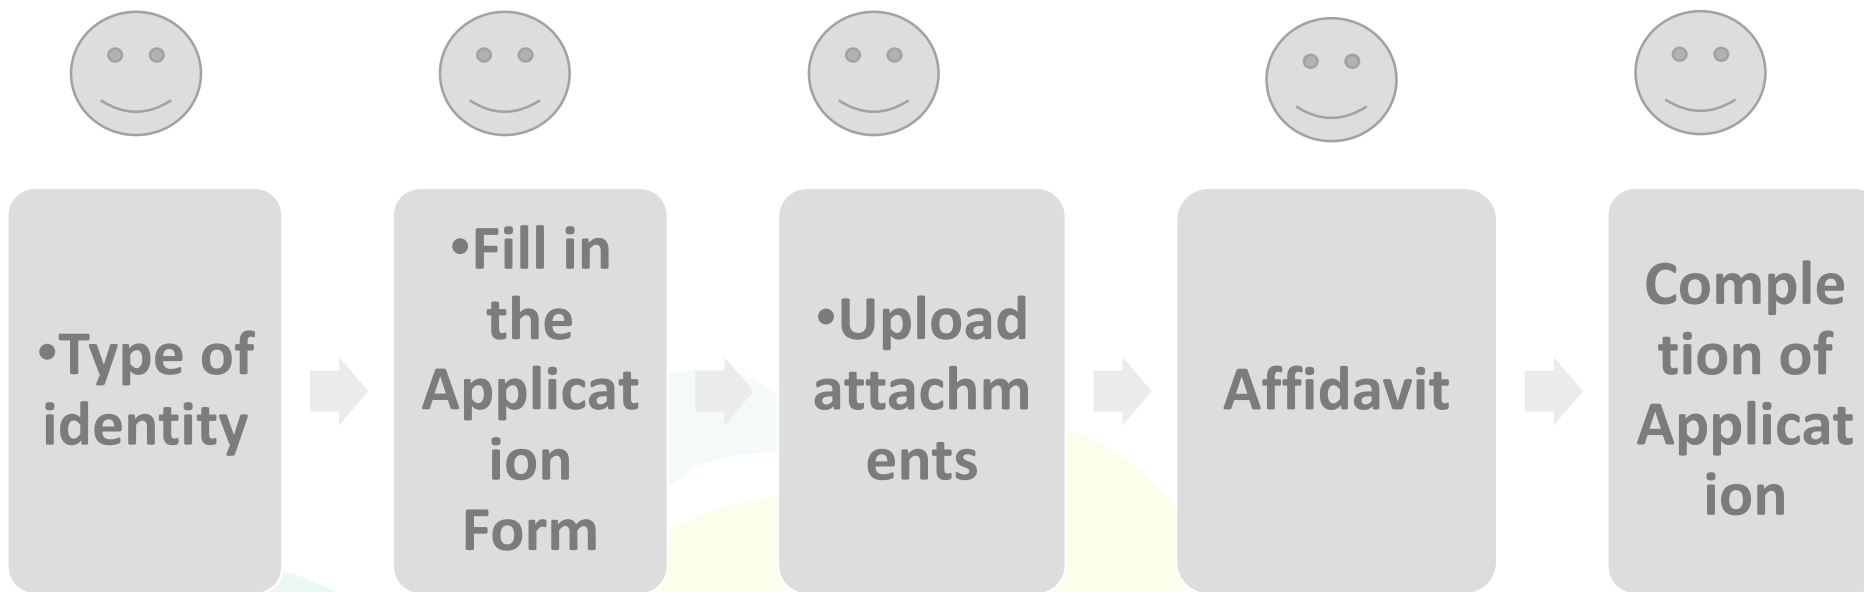 •Type of
identity
•Fill in
the
Applicat
ion
Form
•Upload
attachm
ents
Affidavit
Comple
tion of
Applicat
ion